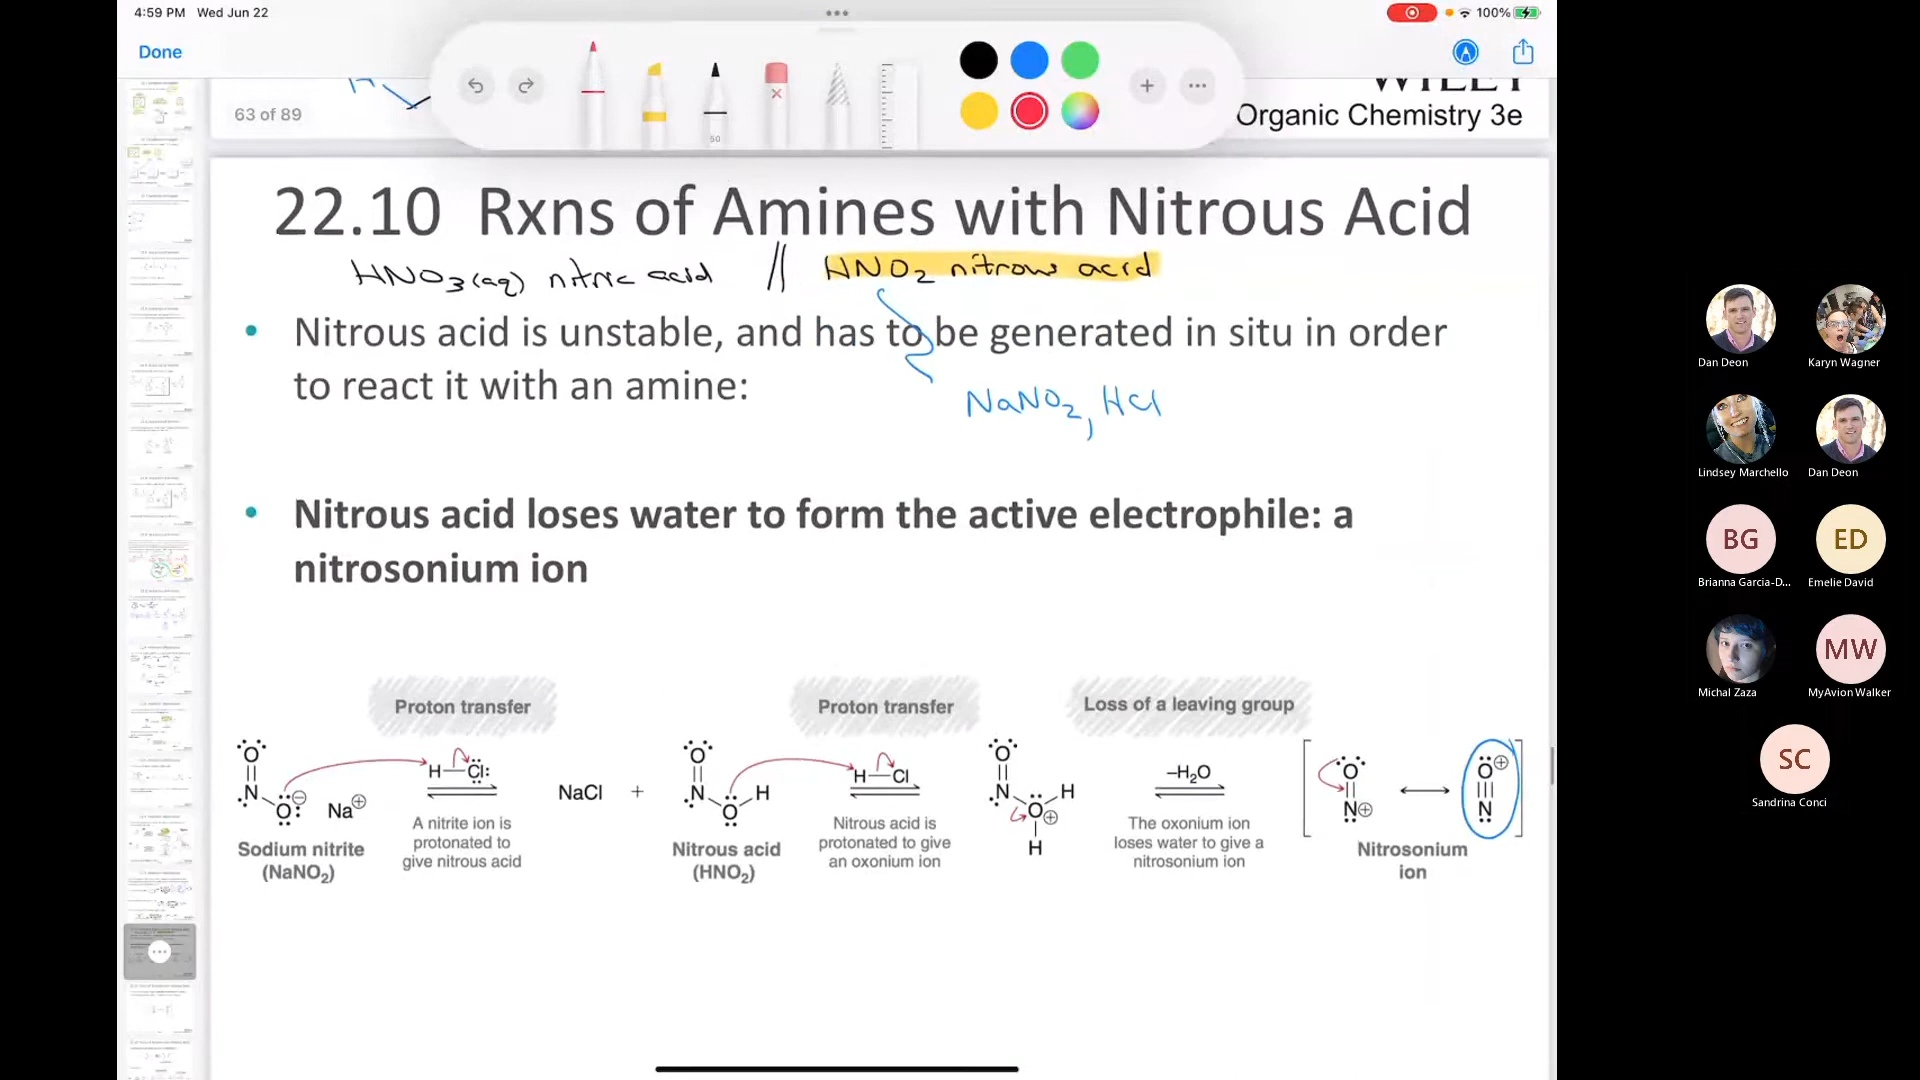 4:59 PM Wed Jun 22
100%
Done
63 of 89
50
WILEY
Organic Chemistry 3e
22.10 Rxns of Amines with Nitrous Acid
HNO3(aq) nitric acid // HNO2 nitrous acid
• Nitrous acid is unstable, and has to be generated in situ in order
to react it with an amine:
NaNO2, HCl
• Nitrous acid loses water to form the active electrophile: a
nitrosonium ion
Proton transfer
Proton transfer
Loss of a leaving group
O N O⊖ Na⊕
H—Cl:
NaCl +
O N O H
H—Cl
O N O⊕ H H
–H2O
O N⊕
O⊕ N
A nitrite ion is
protonated to
give nitrous acid
Nitrous acid is
protonated to give
an oxonium ion
The oxonium ion
loses water to give a
nitrosonium ion
Sodium nitrite
(NaNO2)
Nitrous acid
(HNO2)
Nitrosonium
ion
Dan Deon
Karyn Wagner
Lindsey Marchello
Dan Deon
BG
ED
Brianna Garcia-D...
Emelie David
MW
Michal Zaza
MyAvion Walker
SC
Sandrina Conci